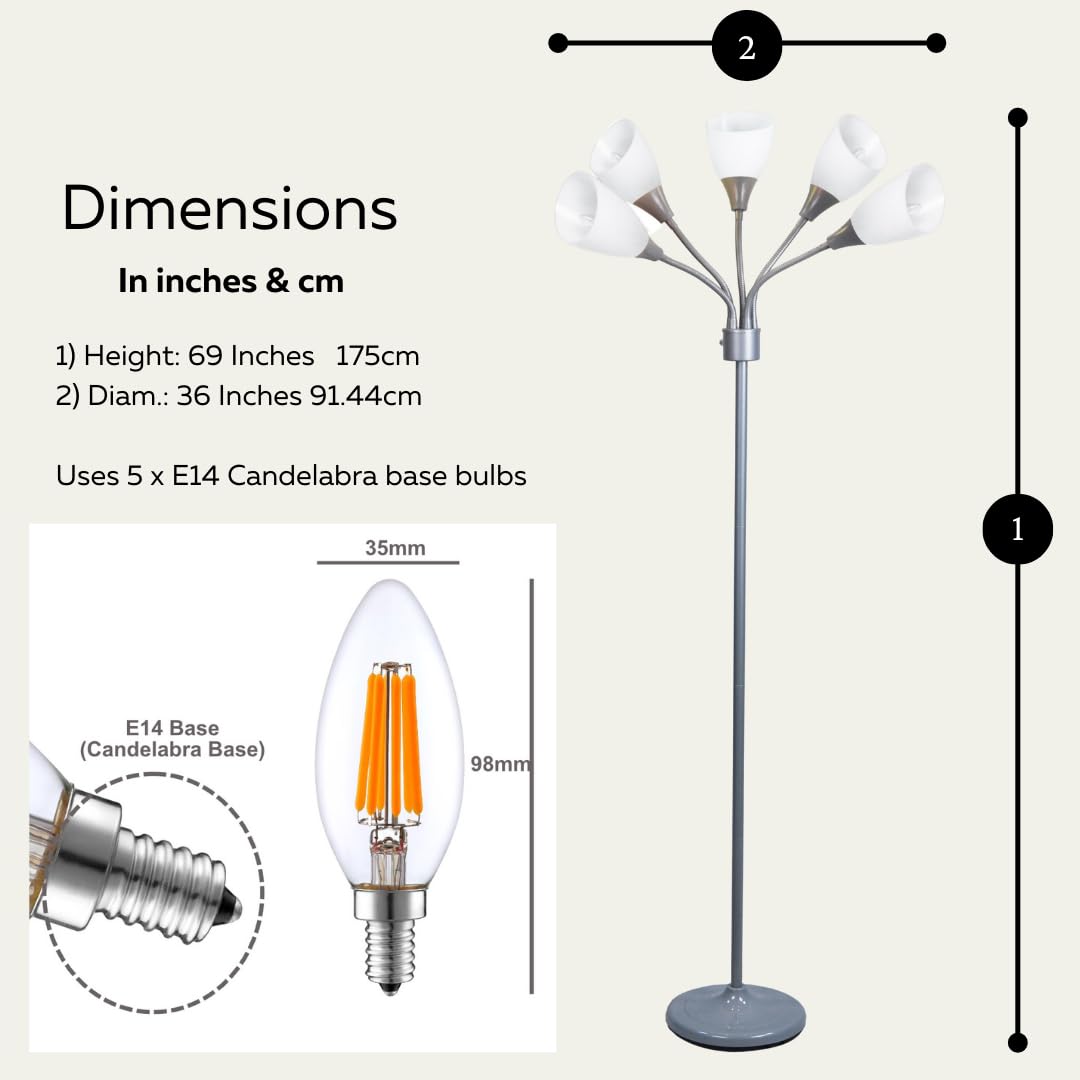 2
Dimensions
In inches & cm
1) Height: 69 Inches 175cm
2) Diam.: 36 Inches 91.44cm
Uses 5 x E14 Candelabra base bulbs
35mm
98mm
E14 Base
(Candelabra Base)
1